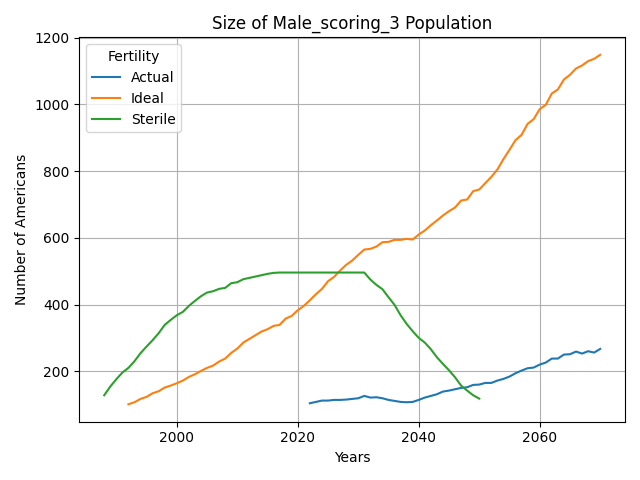 Size of Male_scoring_3 Population
Fertility
Actual
Ideal
Sterile
Number of Americans
1200
1000
800
600
400
200
2000
2020
2040
2060
Years